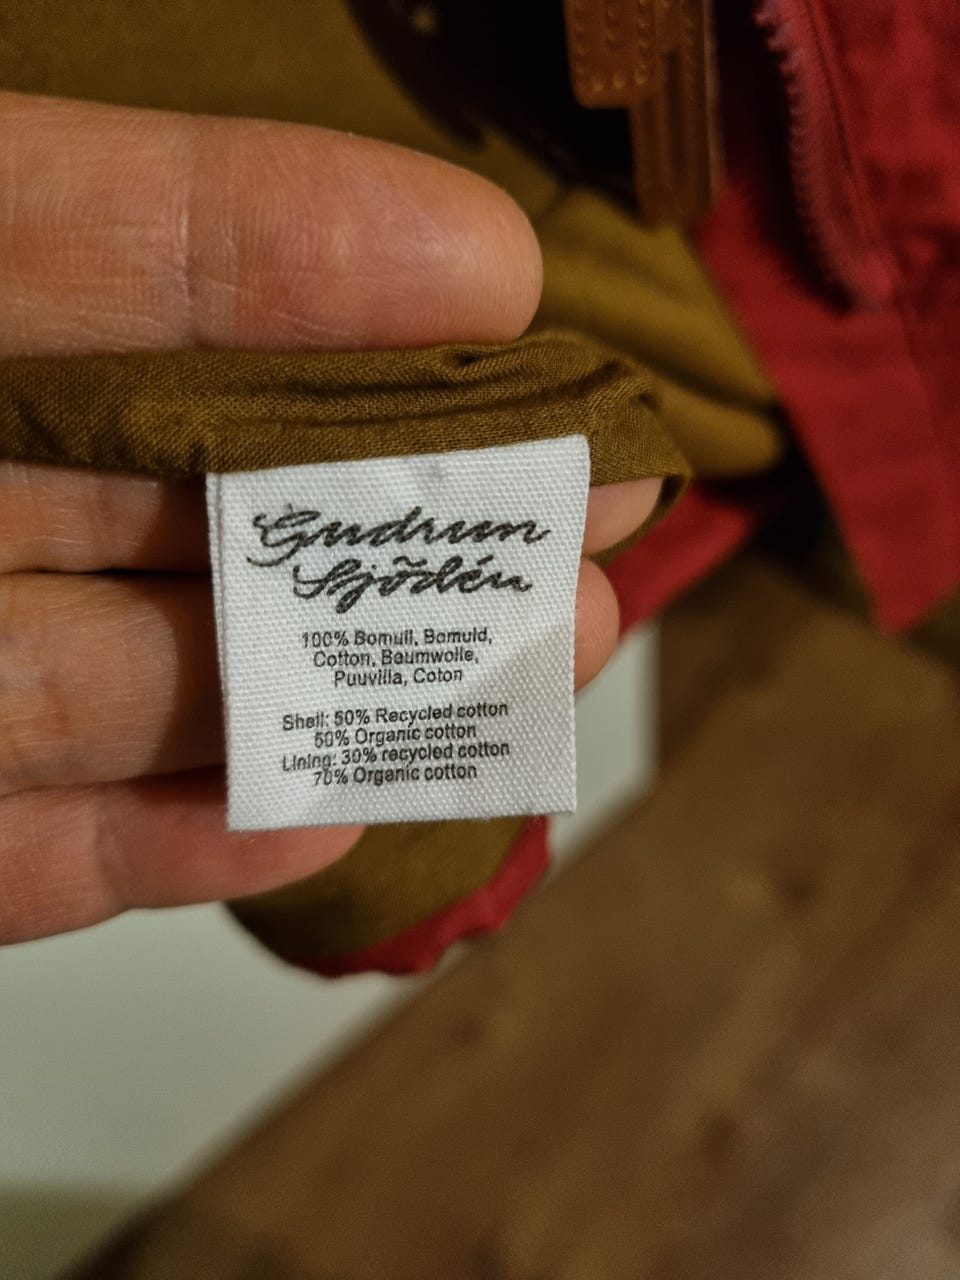 Gudrun
Sjödén
100% Bomull, Bomuld,
Cotton, Baumwolle,
Puuvilla, Coton
Shell: 50% Recycled cotton
50% Organic cotton
Lining: 30% recycled cotton
70% Organic cotton